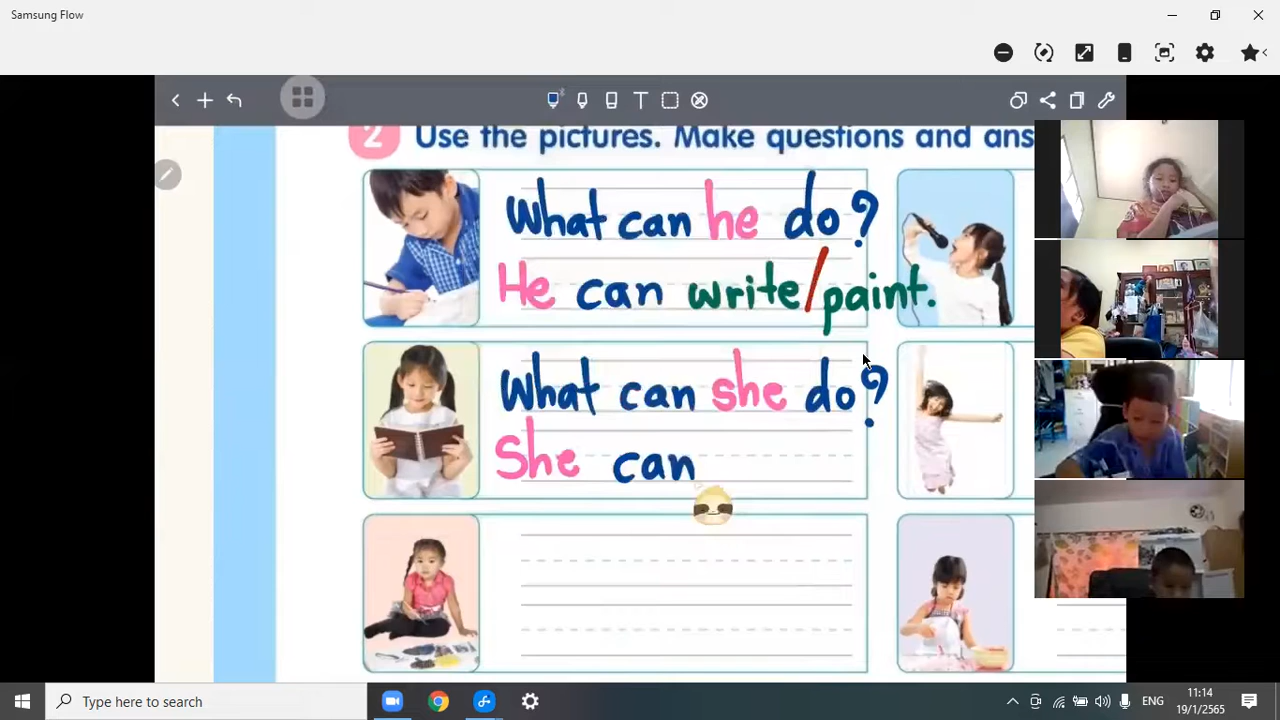 Samsung Flow
2 Use the pictures. Make questions and ans
What can he do?
He can write/paint.
What can she do?
She can
Type here to search
ENG
11:14
19/1/2565